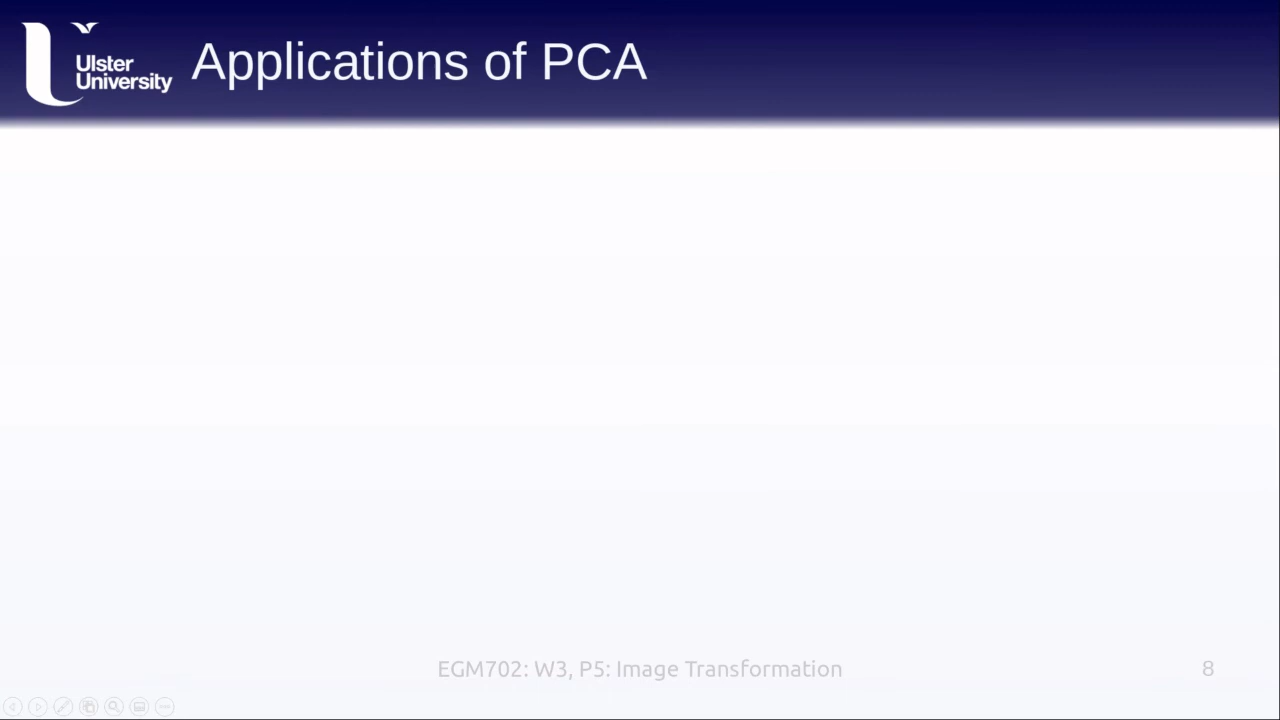 Ulster
University
Applications of PCA
EGM702: W3, P5: Image Transformation
8